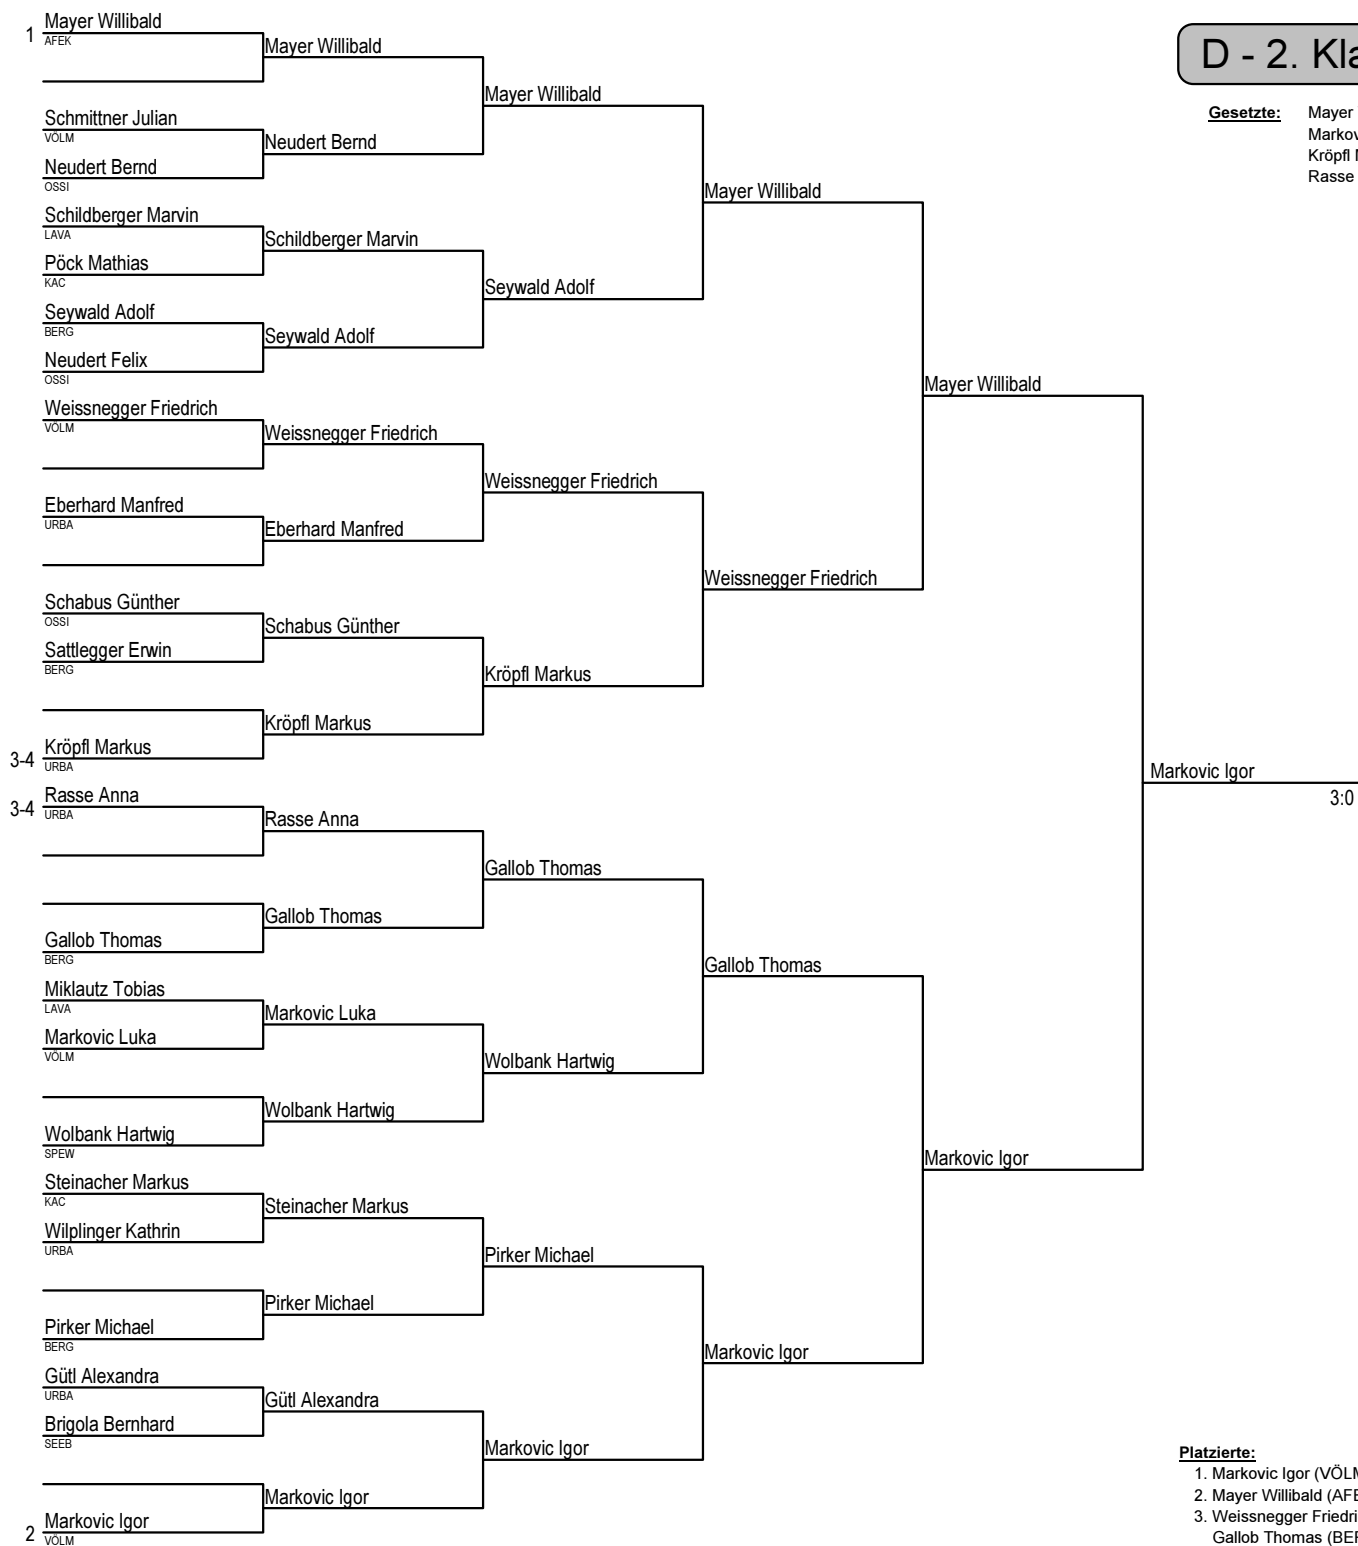 Mayer Willibald
1
AFEK
Mayer Willibald
Mayer Willibald
Schmittner Julian
VÖLM
Neudert Bernd
Neudert Bernd
OSSI
Mayer Willibald
Schildberger Marvin
LAVA
Schildberger Marvin
Pöck Mathias
KAC
Seywald Adolf
Seywald Adolf
BERG
Seywald Adolf
Neudert Felix
OSSI
Mayer Willibald
Weissnegger Friedrich
VÖLM
Weissnegger Friedrich
Weissnegger Friedrich
Eberhard Manfred
URBA
Eberhard Manfred
Weissnegger Friedrich
Schabus Günther
OSSI
Schabus Günther
Sattlegger Erwin
BERG
Kröpfl Markus
Kröpfl Markus
3-4
Kröpfl Markus
URBA
Markovic Igor
3:0
3-4
Rasse Anna
URBA
Rasse Anna
Gallob Thomas
Gallob Thomas
Gallob Thomas
BERG
Gallob Thomas
Miklautz Tobias
LAVA
Markovic Luka
Markovic Luka
VÖLM
Wolbank Hartwig
Wolbank Hartwig
Wolbank Hartwig
SPEW
Markovic Igor
Steinacher Markus
KAC
Steinacher Markus
Wilplinger Kathrin
URBA
Pirker Michael
Pirker Michael
Pirker Michael
BERG
Markovic Igor
Gütl Alexandra
URBA
Gütl Alexandra
Brigola Bernhard
SEEB
Markovic Igor
Markovic Igor
2
Markovic Igor
VÖLM
D - 2. Kla
Gesetzte: Mayer
Markov
Kröpfl
Rasse
Platzierte:
1. Markovic Igor (VÖLM
2. Mayer Willibald (AFE
3. Weissnegger Friedri
Gallob Thomas (BER